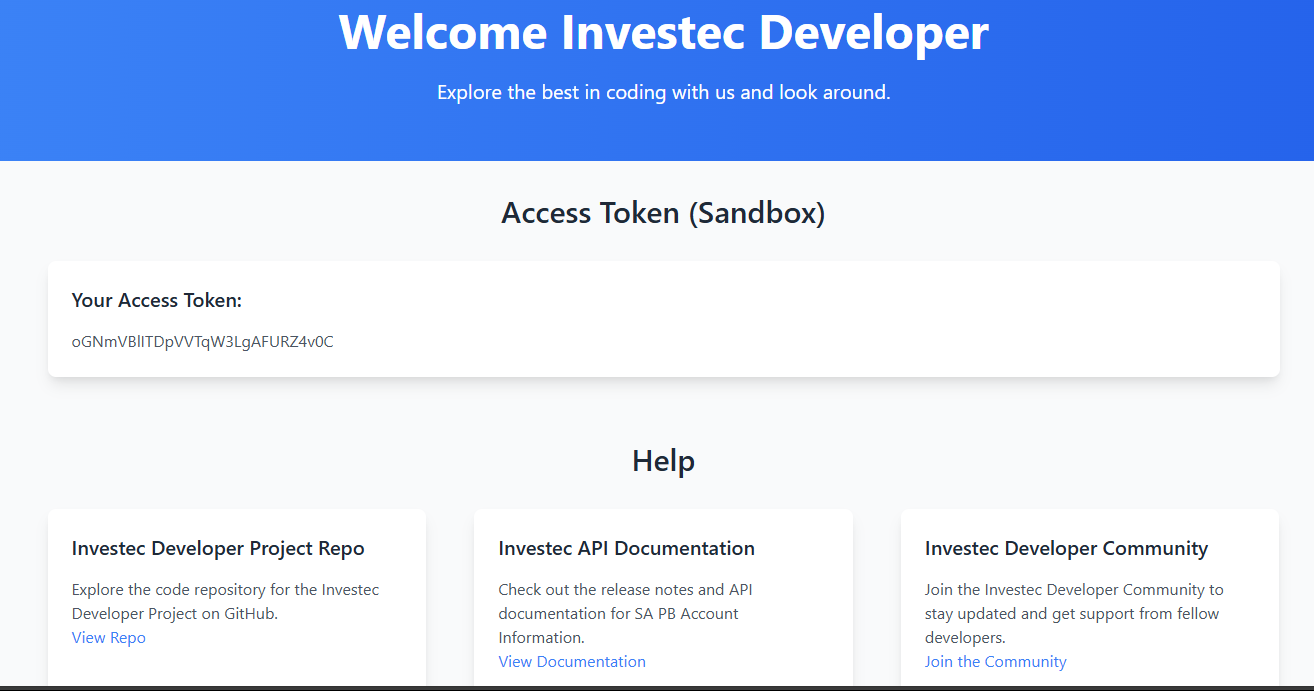 Welcome Investec Developer
Explore the best in coding with us and look around.
Access Token (Sandbox)
Your Access Token:
oGNmVBlITDpVVTqW3LgAFURZ4v0C
Help
Investec Developer Project Repo
Explore the code repository for the Investec
Developer Project on GitHub.
View Repo
Investec API Documentation
Check out the release notes and API
documentation for SA PB Account
Information.
View Documentation
Investec Developer Community
Join the Investec Developer Community to
stay updated and get support from fellow
developers.
Join the Community